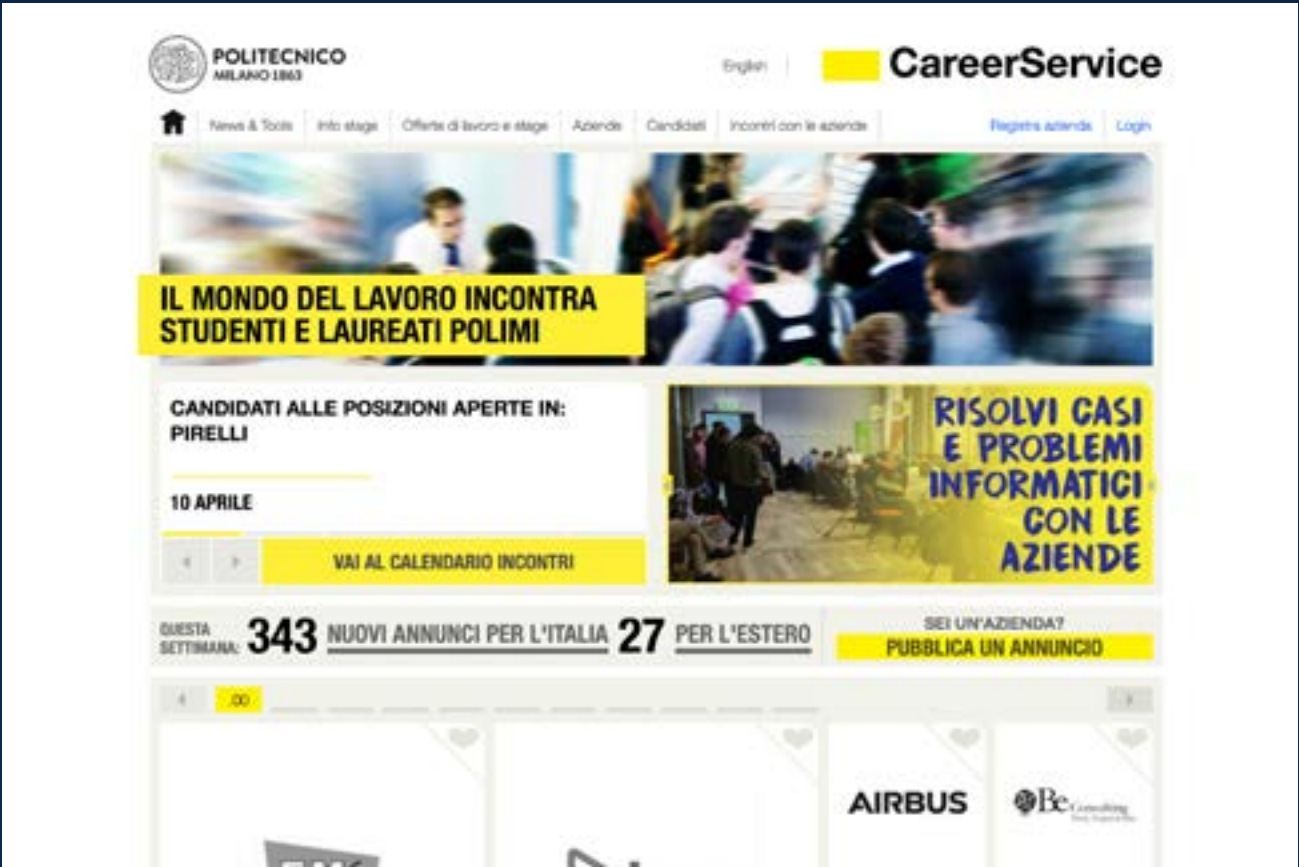 POLITECNICO
MILANO 1863
English
CareerService
News & Tools
Info stage
Offerte di lavoro e stage
Aziende
Candidati
Incontri con le aziende
Registra azienda
Login
IL MONDO DEL LAVORO INCONTRA
STUDENTI E LAUREATI POLIMI
CANDIDATI ALLE POSIZIONI APERTE IN:
PIRELLI
10 APRILE
VAI AL CALENDARIO INCONTRI
RISOLVI CASI
E PROBLEMI
INFORMATICI
CON LE
AZIENDE
QUESTA
SETTIMANA: 343 NUOVI ANNUNCI PER L'ITALIA 27 PER L'ESTERO
SEI UN'AZIENDA?
PUBBLICA UN ANNUNCIO
.00
AIRBUS
Be Consulting